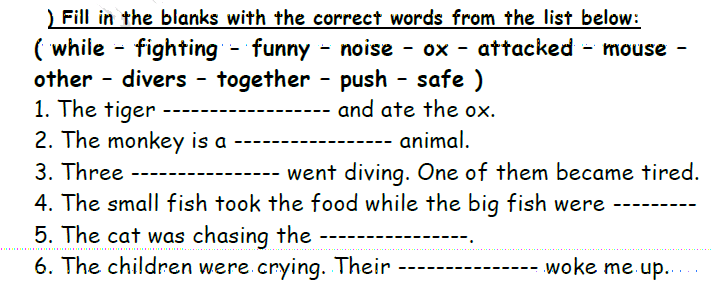 ) Fill in the blanks with the correct words from the list below:
( while – fighting – funny – noise – ox – attacked – mouse –
other – divers – together – push – safe )
1. The tiger ------------------ and ate the ox.
2. The monkey is a ----------------- animal.
3. Three ---------------- went diving. One of them became tired.
4. The small fish took the food while the big fish were ---------
5. The cat was chasing the ----------------.
6. The children were crying. Their --------------- woke me up.